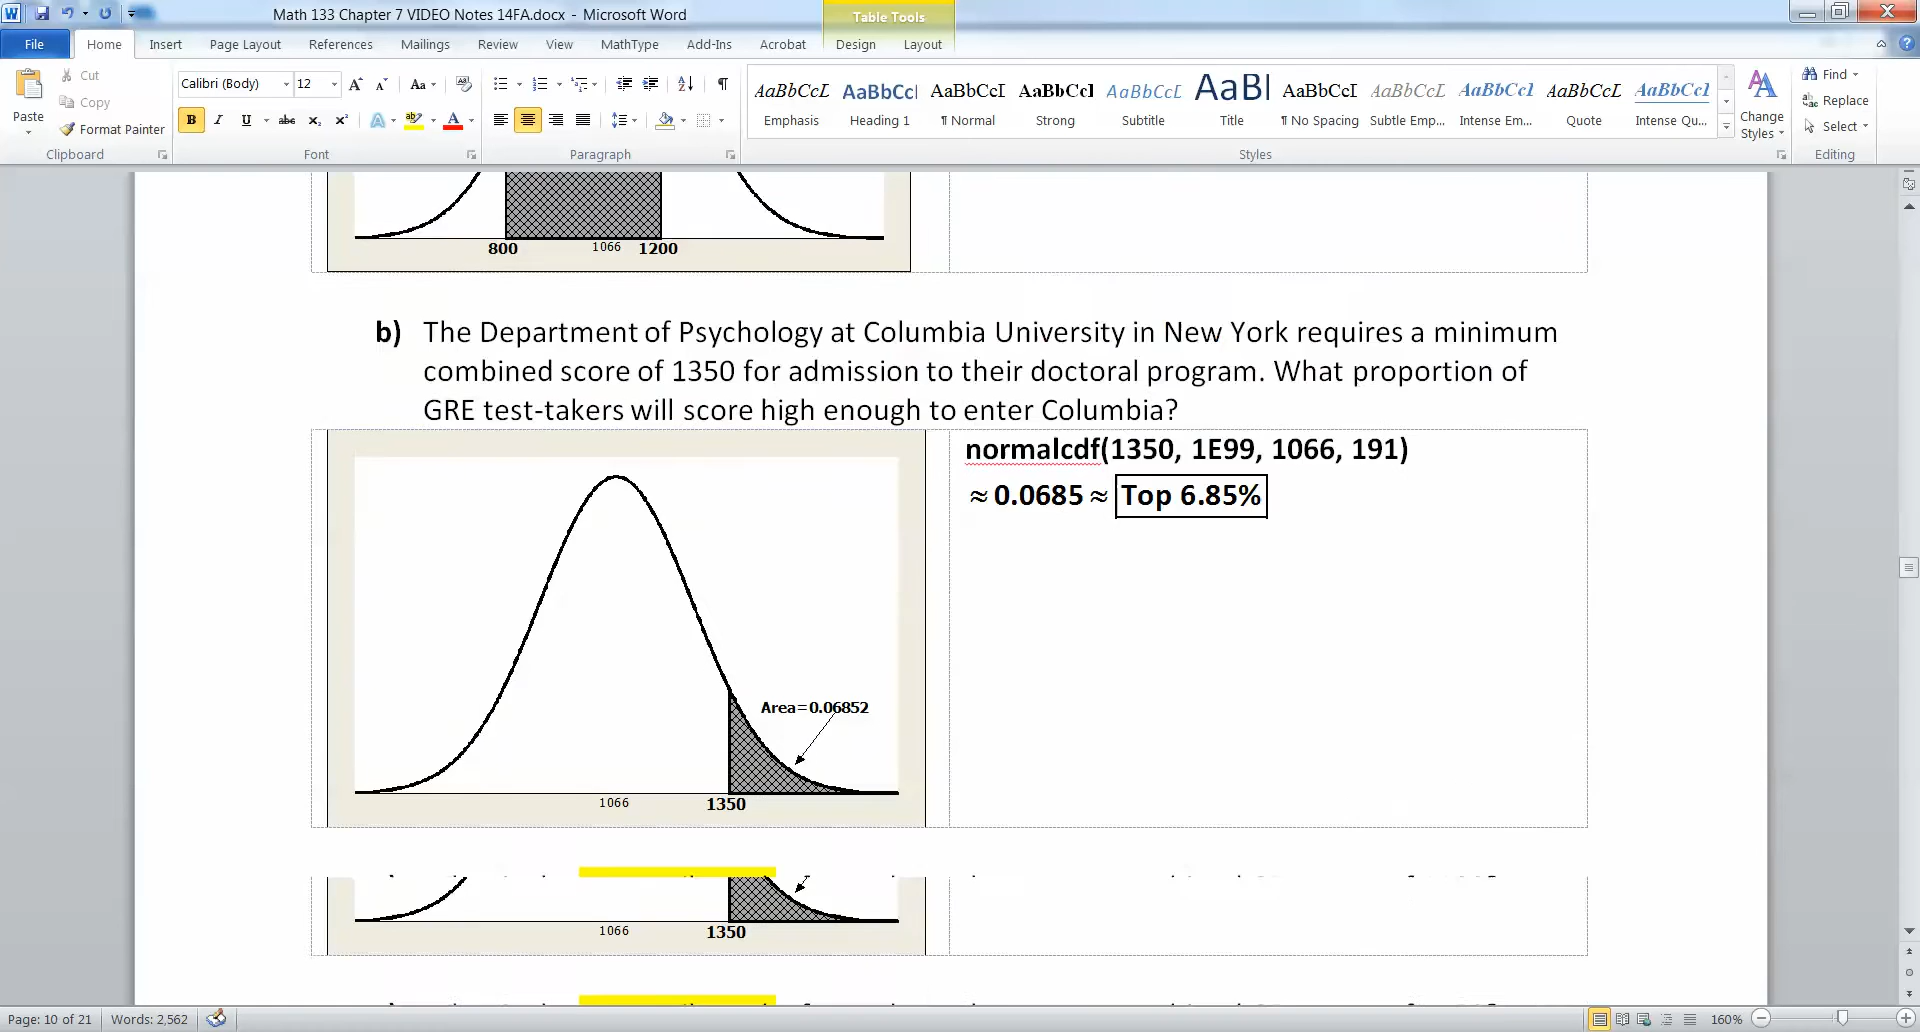 Math 133 Chapter 7 VIDEO Notes 14FA.docx - Microsoft Word
Table Tools
File Home Insert Page Layout References Mailings Review View MathType Add-Ins Acrobat Design Layout
Paste
Cut
Copy
Format Painter
Clipboard
Calibri (Body) 12
Font
Paragraph
AaBbCcL AaBbCcI AaBbCcI AaBbCcI AaBbCcL AaBl AaBbCcI AaBbCcL AaBbCcI AaBbCcL AaBbCcI
Emphasis Heading 1 ¶ Normal Strong Subtitle Title ¶ No Spacing Subtle Emp... Intense Em... Quote Intense Qu...
Styles
Change Styles
Find
Replace
Select
Editing
800 1066 1200
b) The Department of Psychology at Columbia University in New York requires a minimum
combined score of 1350 for admission to their doctoral program. What proportion of
GRE test-takers will score high enough to enter Columbia?
normalcdf(1350, 1E99, 1066, 191)
≈ 0.0685 ≈ Top 6.85%
Area=0.06852
1066 1350
1066 1350
Page: 10 of 21 Words: 2,562 160%